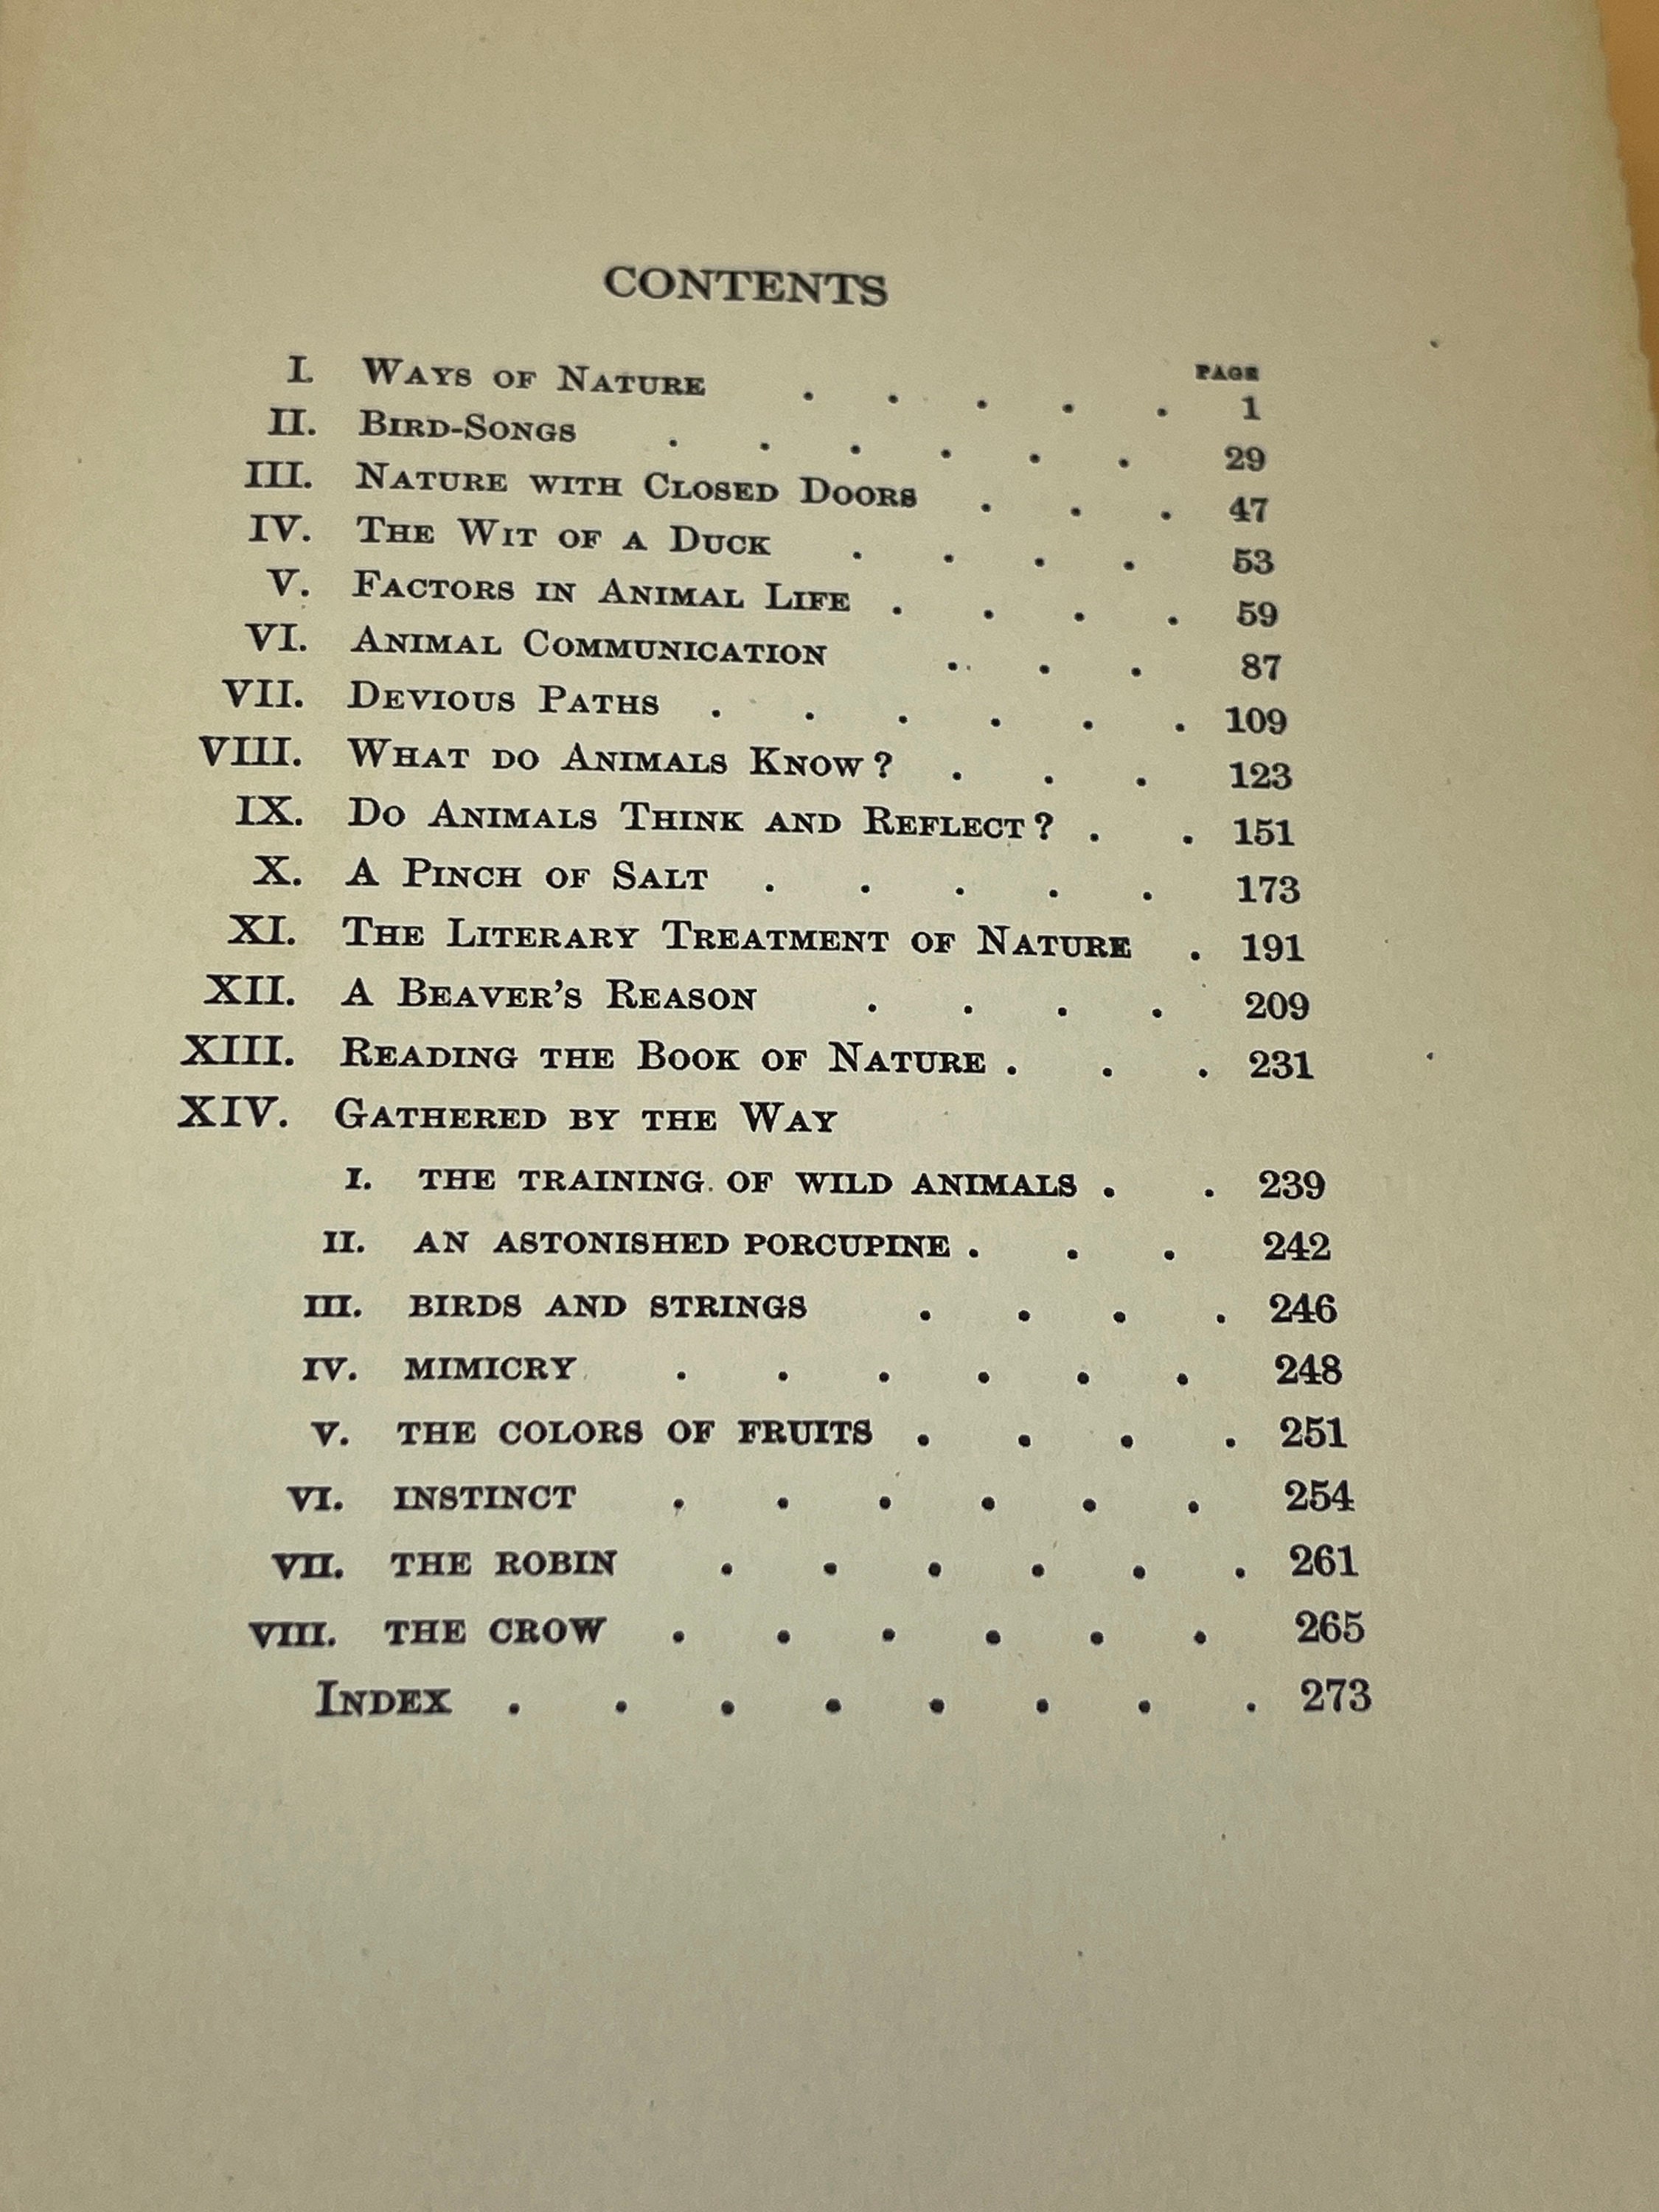 CONTENTS
PAGE
I. WAYS OF NATURE . . . . . 1
II. BIRD-SONGS . . . . . . 29
III. NATURE WITH CLOSED DOORS . . . 47
IV. THE WIT OF A DUCK . . . . 53
V. FACTORS IN ANIMAL LIFE . . . . 59
VI. ANIMAL COMMUNICATION . . . 87
VII. DEVIOUS PATHS . . . . . . 109
VIII. WHAT DO ANIMALS KNOW? . . . 123
IX. DO ANIMALS THINK AND REFLECT? . . 151
X. A PINCH OF SALT . . . . . 173
XI. THE LITERARY TREATMENT OF NATURE . 191
XII. A BEAVER'S REASON . . . . 209
XIII. READING THE BOOK OF NATURE . . . 231
XIV. GATHERED BY THE WAY
I. THE TRAINING OF WILD ANIMALS . . 239
II. AN ASTONISHED PORCUPINE . . . 242
III. BIRDS AND STRINGS . . . . 246
IV. MIMICRY . . . . . . 248
V. THE COLORS OF FRUITS . . . . 251
VI. INSTINCT . . . . . . 254
VII. THE ROBIN . . . . . . 261
VIII. THE CROW . . . . . . 265
INDEX . . . . . . . . 273